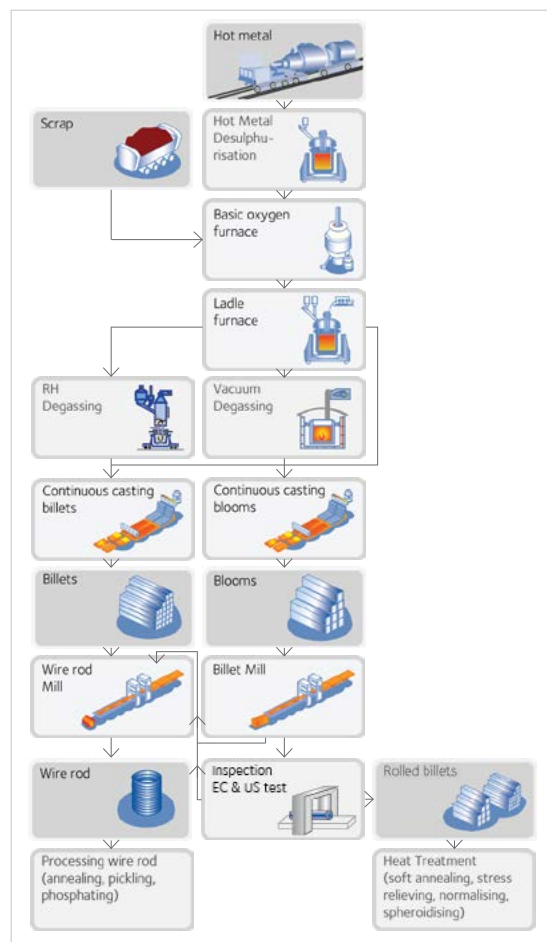 Hot metal
Scrap
Hot Metal
Desulphu-
risation
Basic oxygen
furnace
Ladle
furnace
RH
Degassing
Vacuum
Degassing
Continuous casting
billets
Continuous casting
blooms
Billets
Blooms
Wire rod
Mill
Billet Mill
Wire rod
Inspection
EC & US test
Rolled billets
Processing wire rod
(annealing, pickling,
phosphating)
Heat Treatment
(soft annealing, stress
relieving, normalising,
spheroidising)